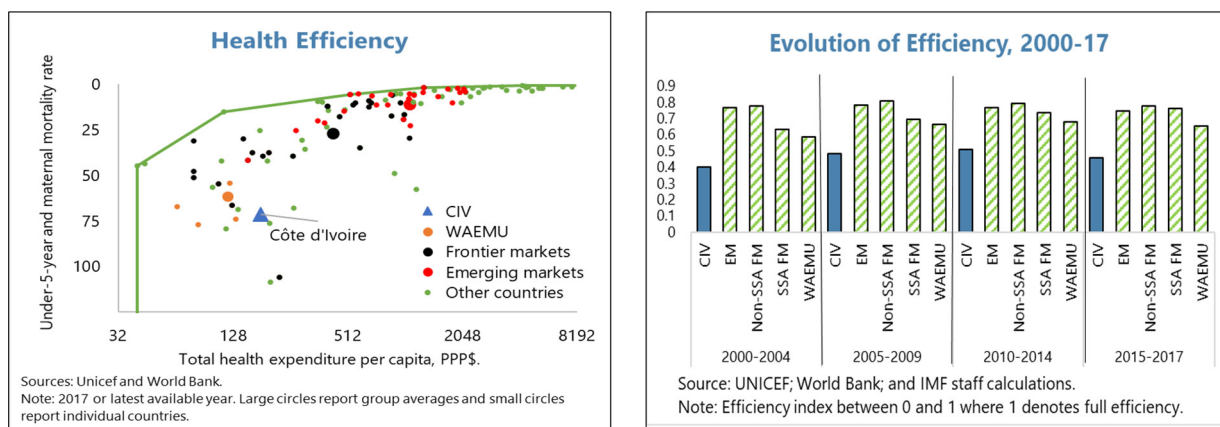 Health Efficiency
Under-5-year and maternal mortality rate
0
25
50
75
100
Côte d'Ivoire
CIV
WAEMU
Frontier markets
Emerging markets
Other countries
32 128 512 2048 8192
Total health expenditure per capita, PPP$.
Sources: Unicef and World Bank.
Note: 2017 or latest available year. Large circles report group averages and small circles
report individual countries.
Evolution of Efficiency, 2000-17
0.9
0.8
0.7
0.6
0.5
0.4
0.3
0.2
0.1
0
CIV EM Non-SSA FM SSA FM WAEMU CIV EM Non-SSA FM SSA FM WAEMU CIV EM Non-SSA FM SSA FM WAEMU CIV EM Non-SSA FM SSA FM WAEMU
2000-2004 2005-2009 2010-2014 2015-2017
Source: UNICEF; World Bank; and IMF staff calculations.
Note: Efficiency index between 0 and 1 where 1 denotes full efficiency.